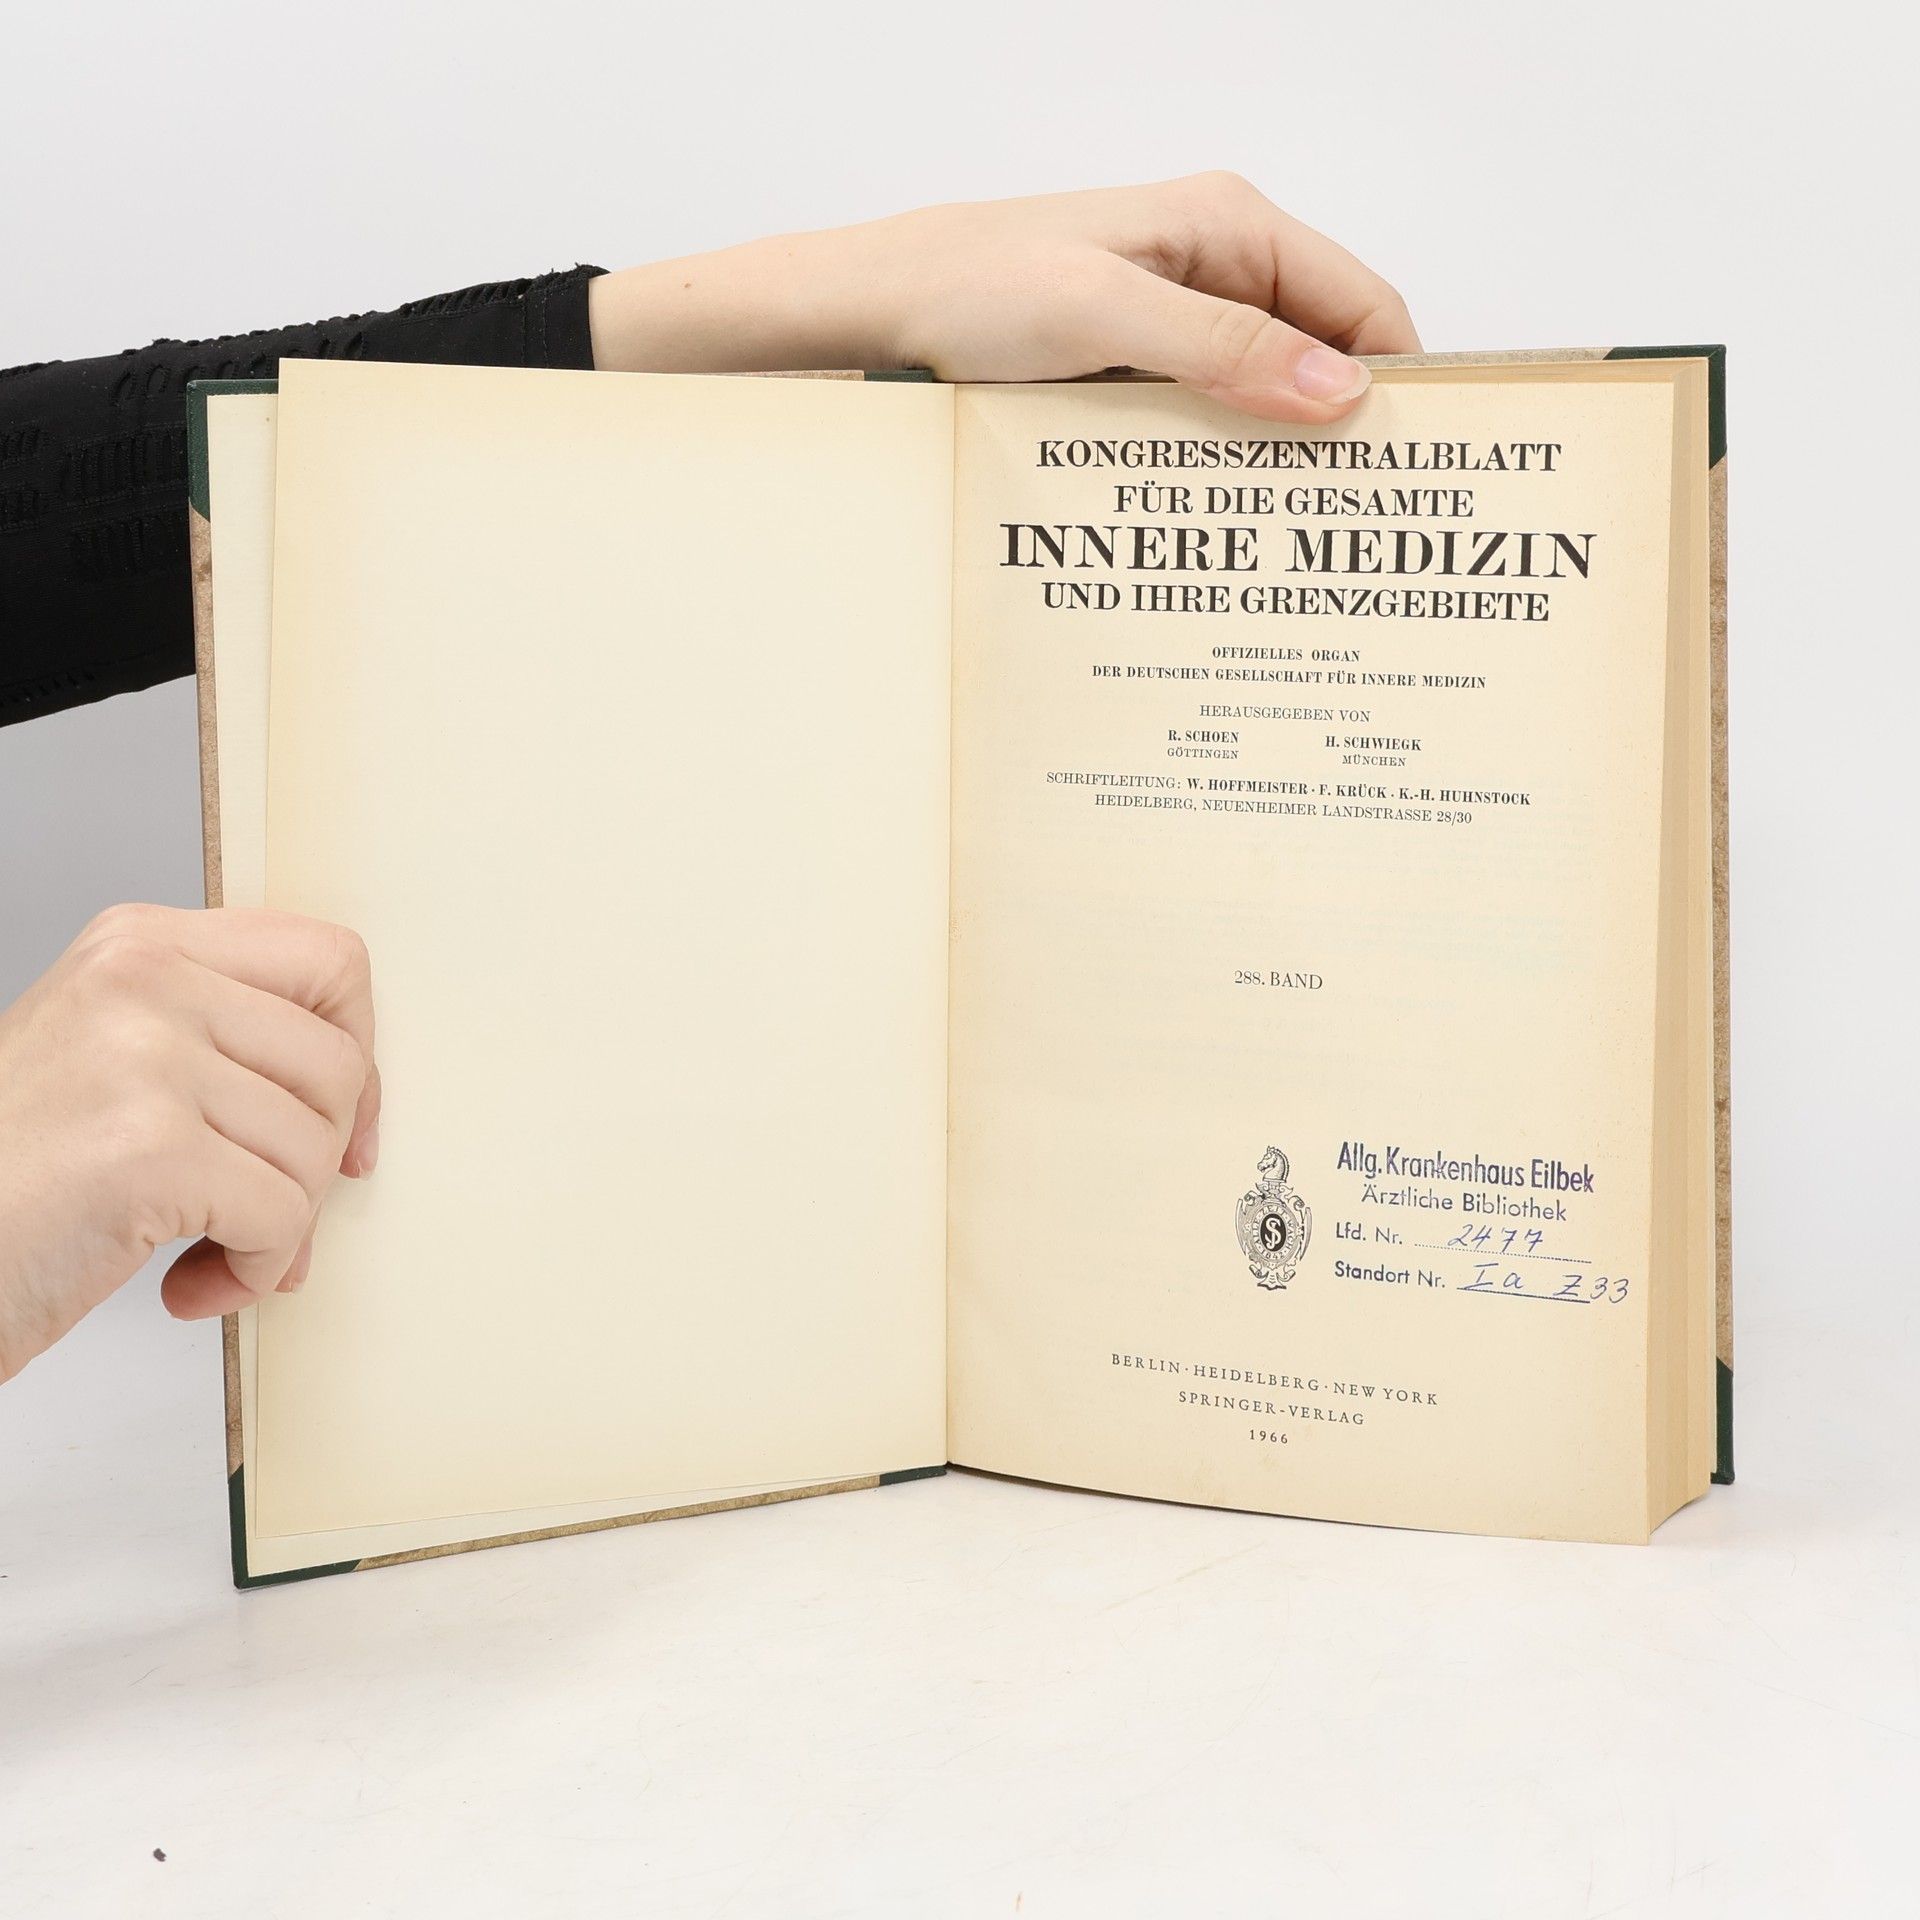 KONGRESSZENTRALBLATT
FÜR DIE GESAMTE
INNERE MEDIZIN
UND IHRE GRENZGEBIETE
OFFIZIELLES ORGAN
DER DEUTSCHEN GESELLSCHAFT FÜR INNERE MEDIZIN
HERAUSGEGEBEN VON
R. SCHOEN H. SCHWIEGK
GÖTTINGEN MÜNCHEN
SCHRIFTLEITUNG: W. HOFFMEISTER · F. KRÜCK · K.-H. HUHNSTOCK
HEIDELBERG, NEUENHEIMER LANDSTRASSE 28/30
288. BAND
Allg. Krankenhaus Eilbek
Ärztliche Bibliothek
Lfd. Nr. 2477
Standort Nr. Ia Z33
BERLIN · HEIDELBERG · NEW YORK
SPRINGER-VERLAG
1966